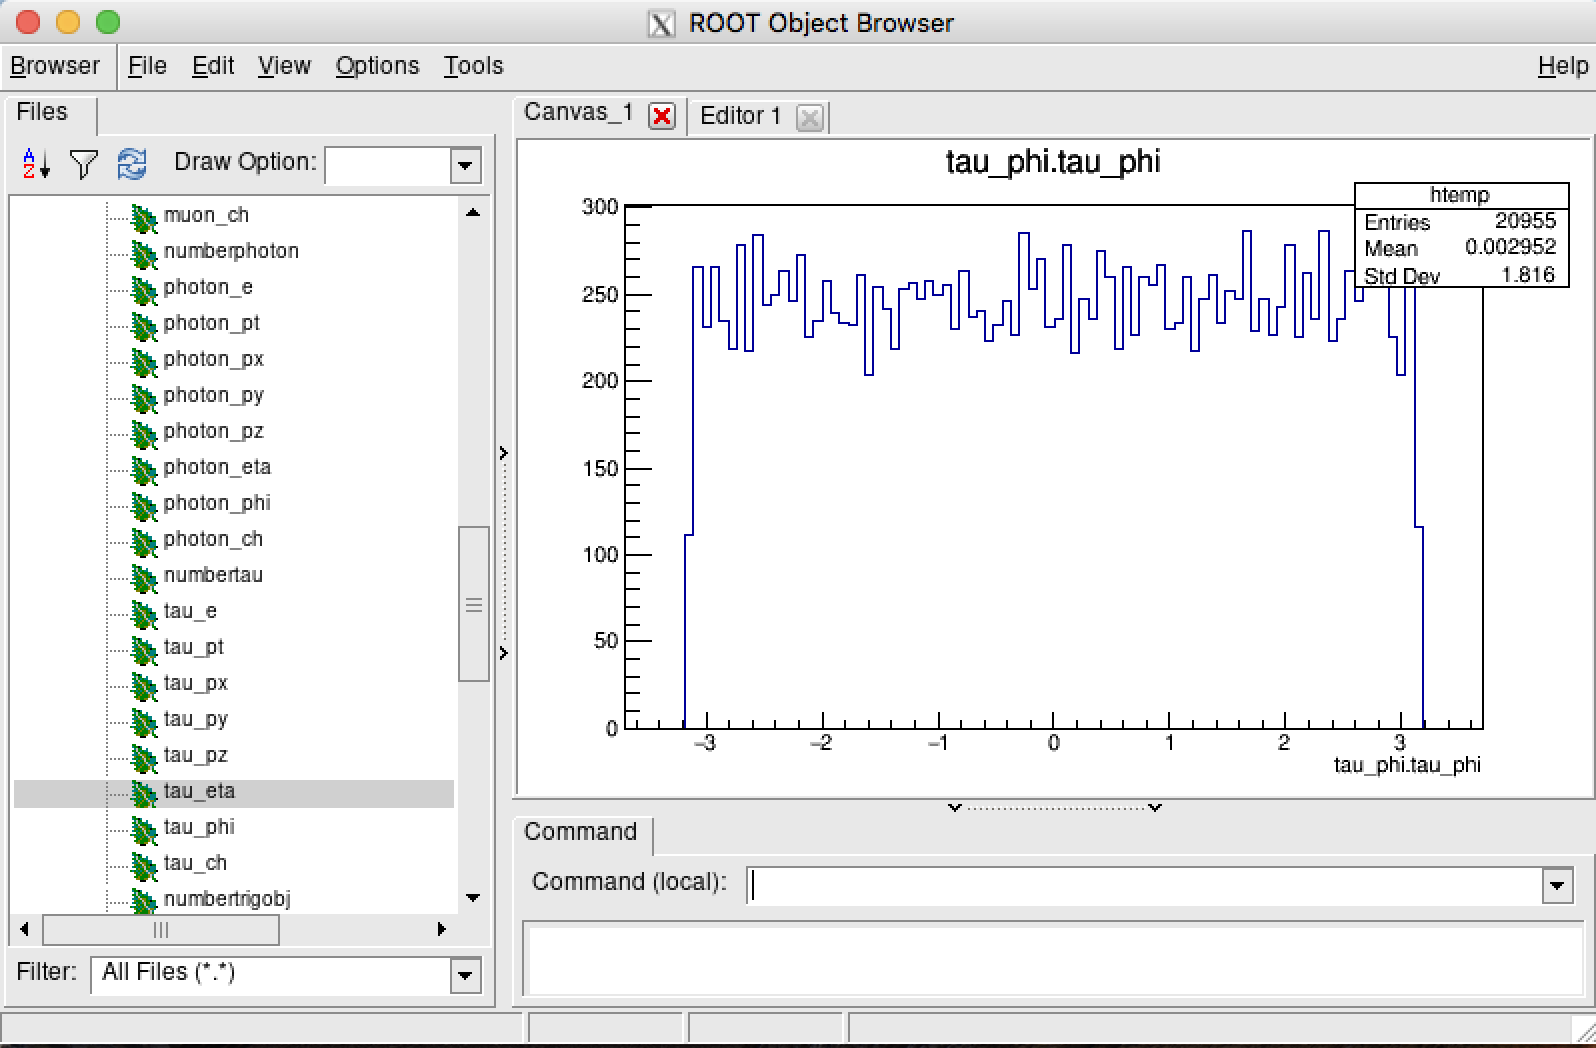 ROOT Object Browser
Browser File Edit View Options Tools Help
Files
Draw Option:
muon_ch
numberphoton
photon_e
photon_pt
photon_px
photon_py
photon_pz
photon_eta
photon_phi
photon_ch
numbertau
tau_e
tau_pt
tau_px
tau_py
tau_pz
tau_eta
tau_phi
tau_ch
numbertrigobj
Filter: All Files (*.*)
Canvas_1 Editor 1
tau_phi.tau_phi
htemp
Entries 20955
Mean 0.002952
Std Dev 1.816
300
250
200
150
100
50
0
−3 −2 −1 0 1 2 3
tau_phi.tau_phi
Command
Command (local):